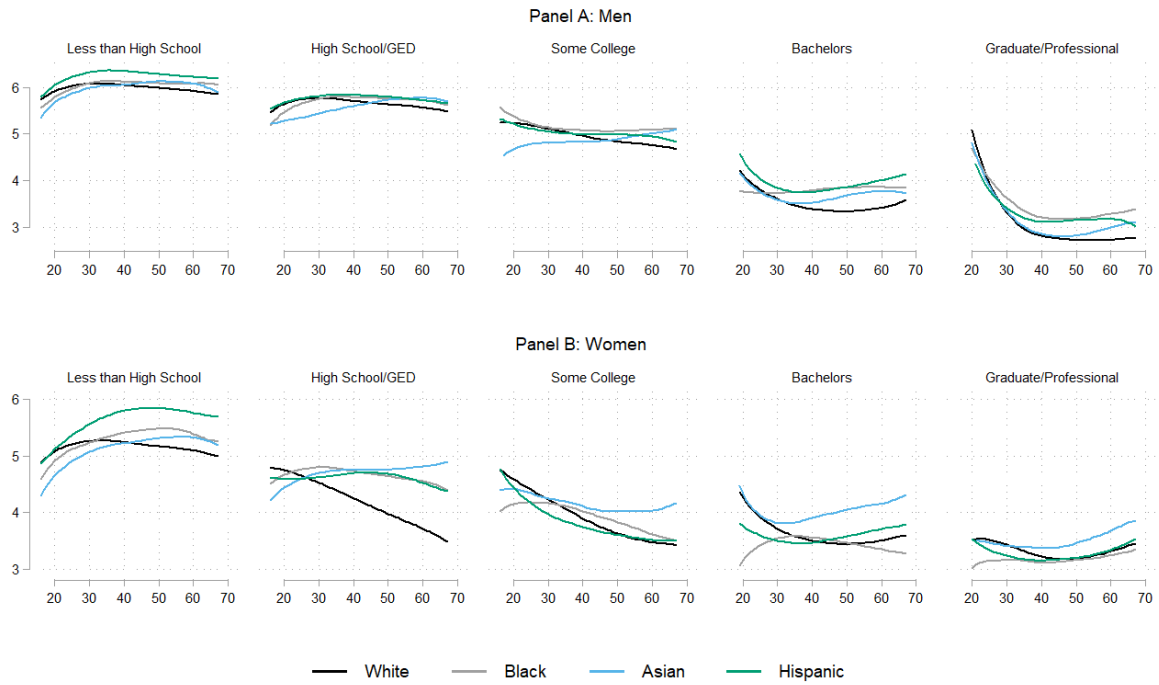 Panel A: Men
Less than High School High School/GED Some College Bachelors Graduate/Professional
6
5
4
3
20 30 40 50 60 70 20 30 40 50 60 70 20 30 40 50 60 70 20 30 40 50 60 70 20 30 40 50 60 70
Panel B: Women
Less than High School High School/GED Some College Bachelors Graduate/Professional
6
5
4
3
20 30 40 50 60 70 20 30 40 50 60 70 20 30 40 50 60 70 20 30 40 50 60 70 20 30 40 50 60 70
White Black Asian Hispanic